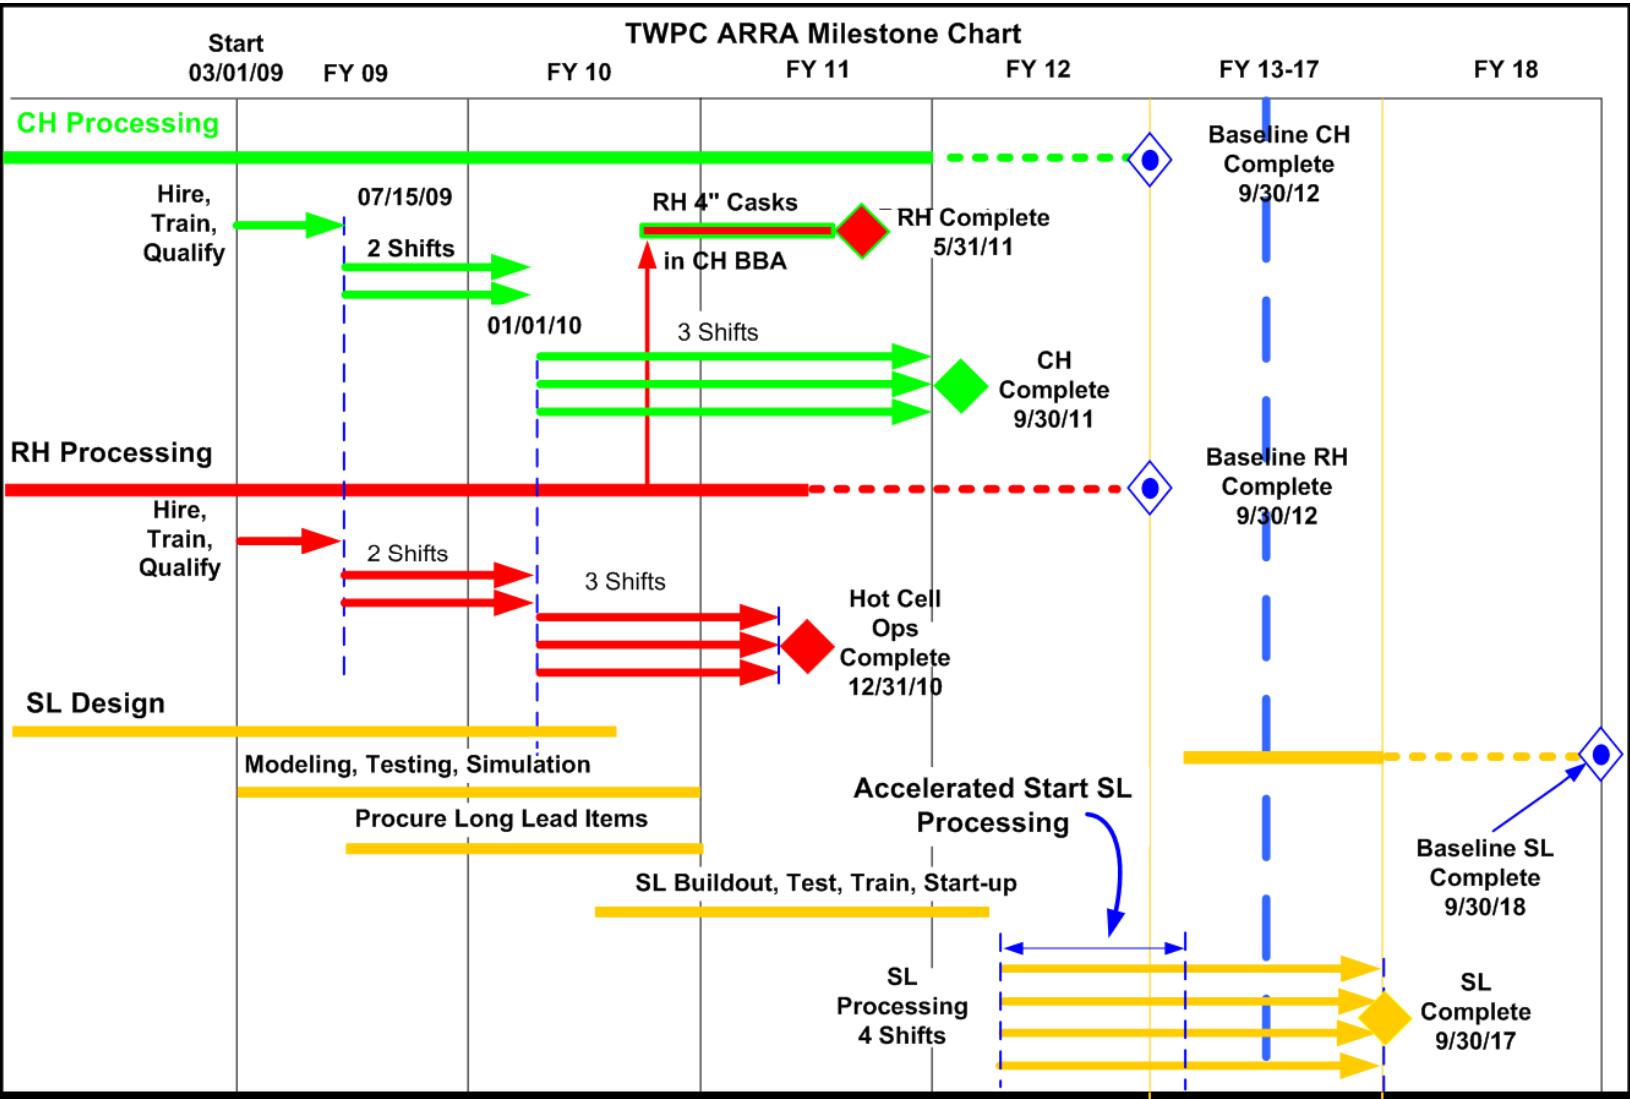 TWPC ARRA Milestone Chart
Start
03/01/09
FY 09
FY 10
FY 11
FY 12
FY 13-17
FY 18
CH Processing
Baseline CH
Complete
9/30/12
Hire,
Train,
Qualify
07/15/09
2 Shifts
01/01/10
RH 4" Casks
in CH BBA
RH Complete
5/31/11
3 Shifts
CH
Complete
9/30/11
RH Processing
Baseline RH
Complete
9/30/12
Hire,
Train,
Qualify
2 Shifts
3 Shifts
Hot Cell
Ops
Complete
12/31/10
SL Design
Modeling, Testing, Simulation
Procure Long Lead Items
Accelerated Start SL
Processing
Baseline SL
Complete
9/30/18
SL Buildout, Test, Train, Start-up
SL
Processing
4 Shifts
SL
Complete
9/30/17